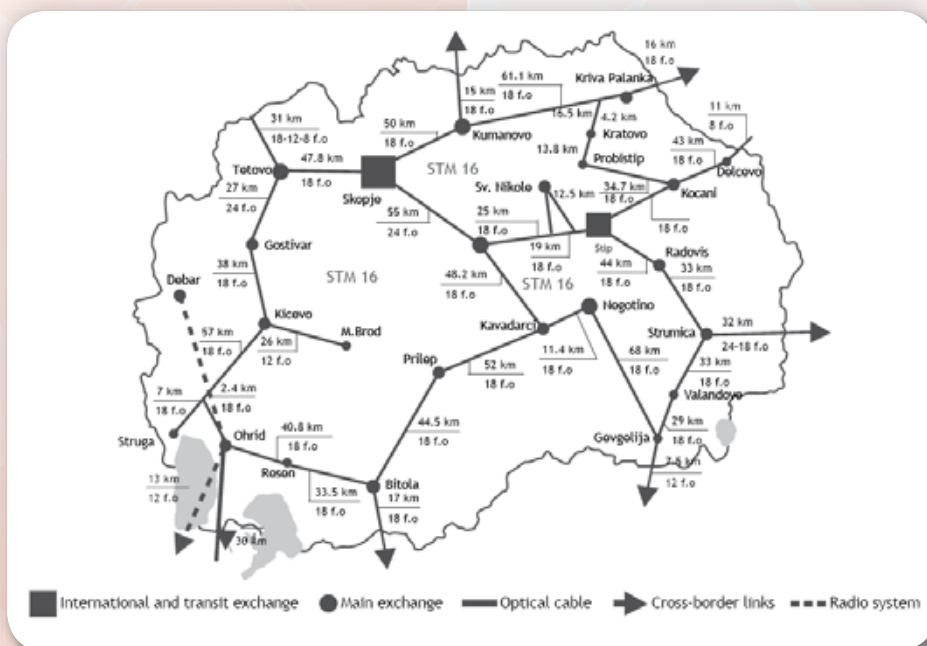 16 km
18 f.o
61.1 km
18 f.o
Kriva Palanka
15 km
18 f.o
11 km
8 f.o
31 km
18-12-8 f.o
50 km
18 f.o
Kumanovo
16.5 km
4.2 km
Kratovo
43 km
18 f.o
13.8 km
Probistip
Delcevo
Tetovo
47.8 km
18 f.o
STM 16
Skopje
Sv. Nikole
12.5 km
34.7 km
18 f.o
Kocani
27 km
24 f.o
55 km
24 f.o
25 km
18 f.o
18 f.o
Stip
19 km
18 f.o
Gostivar
44 km
18 f.o
Radovis
33 km
18 f.o
38 km
18 f.o
STM 16
48.2 km
18 f.o
STM 16
Debar
Negotino
Kicevo
Kavadarci
Strumica
32 km
24-18 f.o
57 km
18 f.o
26 km
12 f.o
M.Brod
Prilep
52 km
18 f.o
11.4 km
18 f.o
68 km
18 f.o
33 km
18 f.o
7 km
18 f.o
2.4 km
18 f.o
Valandovo
44.5 km
18 f.o
29 km
18 f.o
Struga
Ohrid
40.8 km
18 f.o
Gevgelija
7.5 km
12 f.o
13 km
12 f.o
Rosen
33.5 km
18 f.o
Bitola
17 km
18 f.o
30 km
International and transit exchange
Main exchange
Optical cable
Cross-border links
Radio system